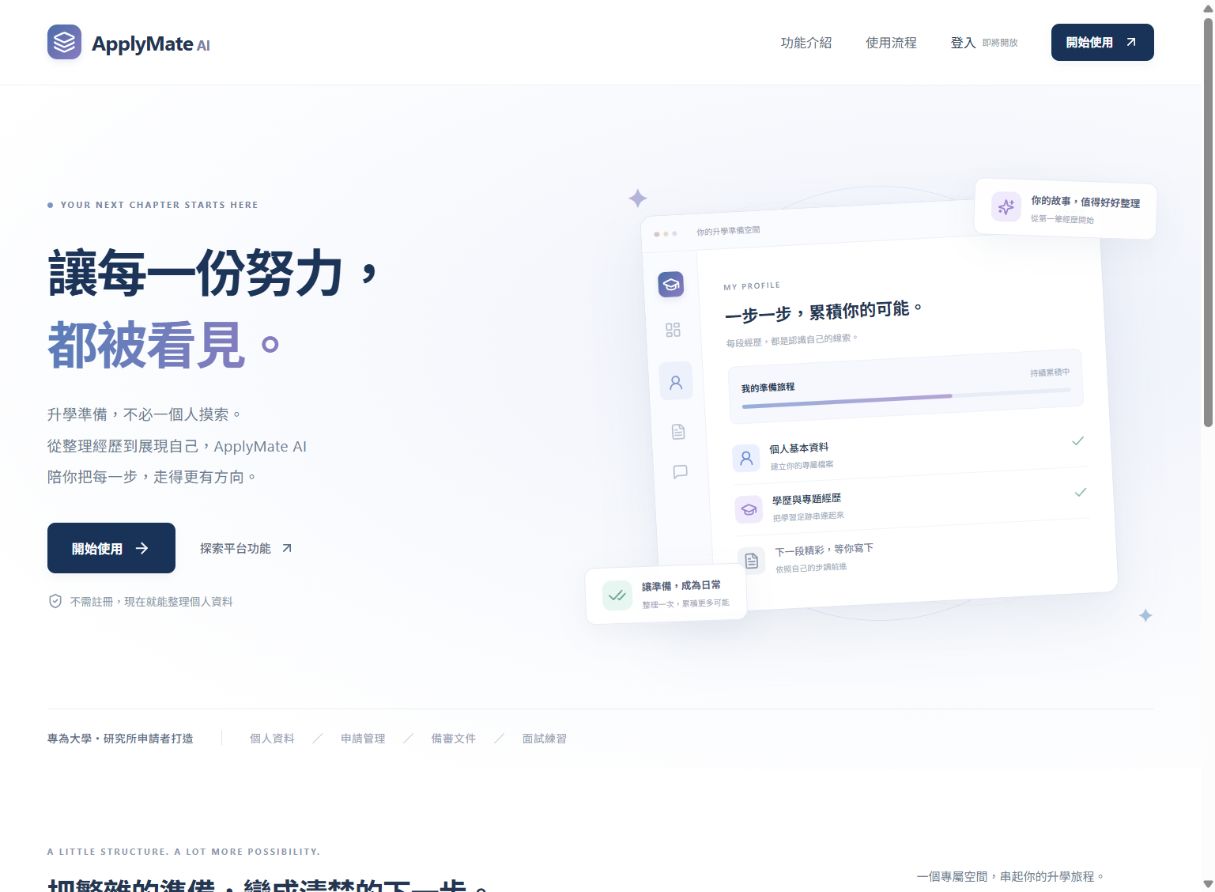 ApplyMate AI
功能介紹
使用流程
登入 即將開放
開始使用
YOUR NEXT CHAPTER STARTS HERE
讓每一份努力，
都被看見。
升學準備，不必一個人摸索。
從整理經歷到展現自己，ApplyMate AI
陪你把每一步，走得更有方向。
開始使用
探索平台功能
不需註冊，現在就能整理個人資料
你的故事，值得好好整理
從第一筆經歷開始
你的升學準備空間
MY PROFILE
一步一步，累積你的可能。
每段經歷，都是認識自己的線索。
我的準備旅程
持續累積中
個人基本資料
建立你的專屬檔案
學歷與專題經歷
把學習足跡串連起來
下一段精彩，等你寫下
依照自己的步調前進
讓準備，成為日常
整理一次，累積更多可能
專為大學・研究所申請者打造
個人資料 ／ 申請管理 ／ 備審文件 ／ 面試練習
A LITTLE STRUCTURE. A LOT MORE POSSIBILITY.
把繁雜的準備，變成清楚的下一步。
一個專屬空間，串起你的升學旅程。